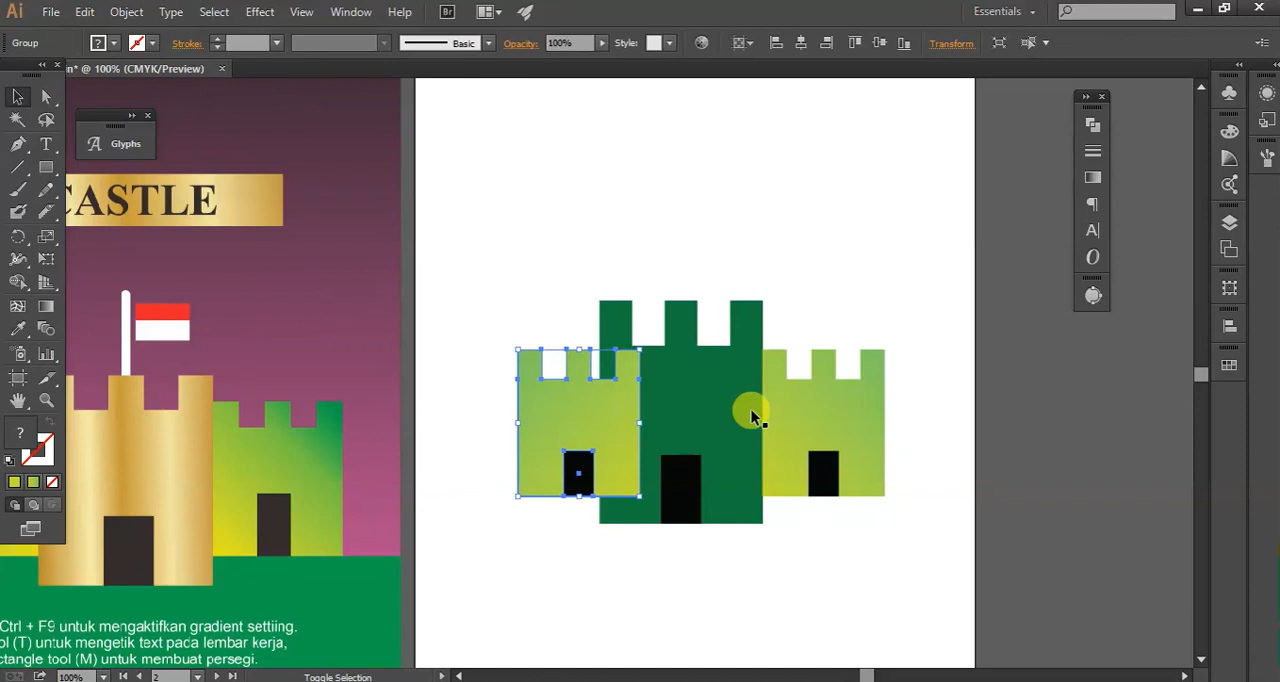 Ai File Edit Object Type Select Effect View Window Help Br Essentials
Group ? Stroke: Basic Opacity: 100% Style: Transform
@ 100% (CMYK/Preview) ×
A Glyphs
CASTLE
?
Ctrl + F9 untuk mengaktifkan gradient settiing.
ol (T) untuk mengetik text pada lembar kerja,
ctangle tool (M) untuk membuat persegi.
100% 2 Toggle Selection